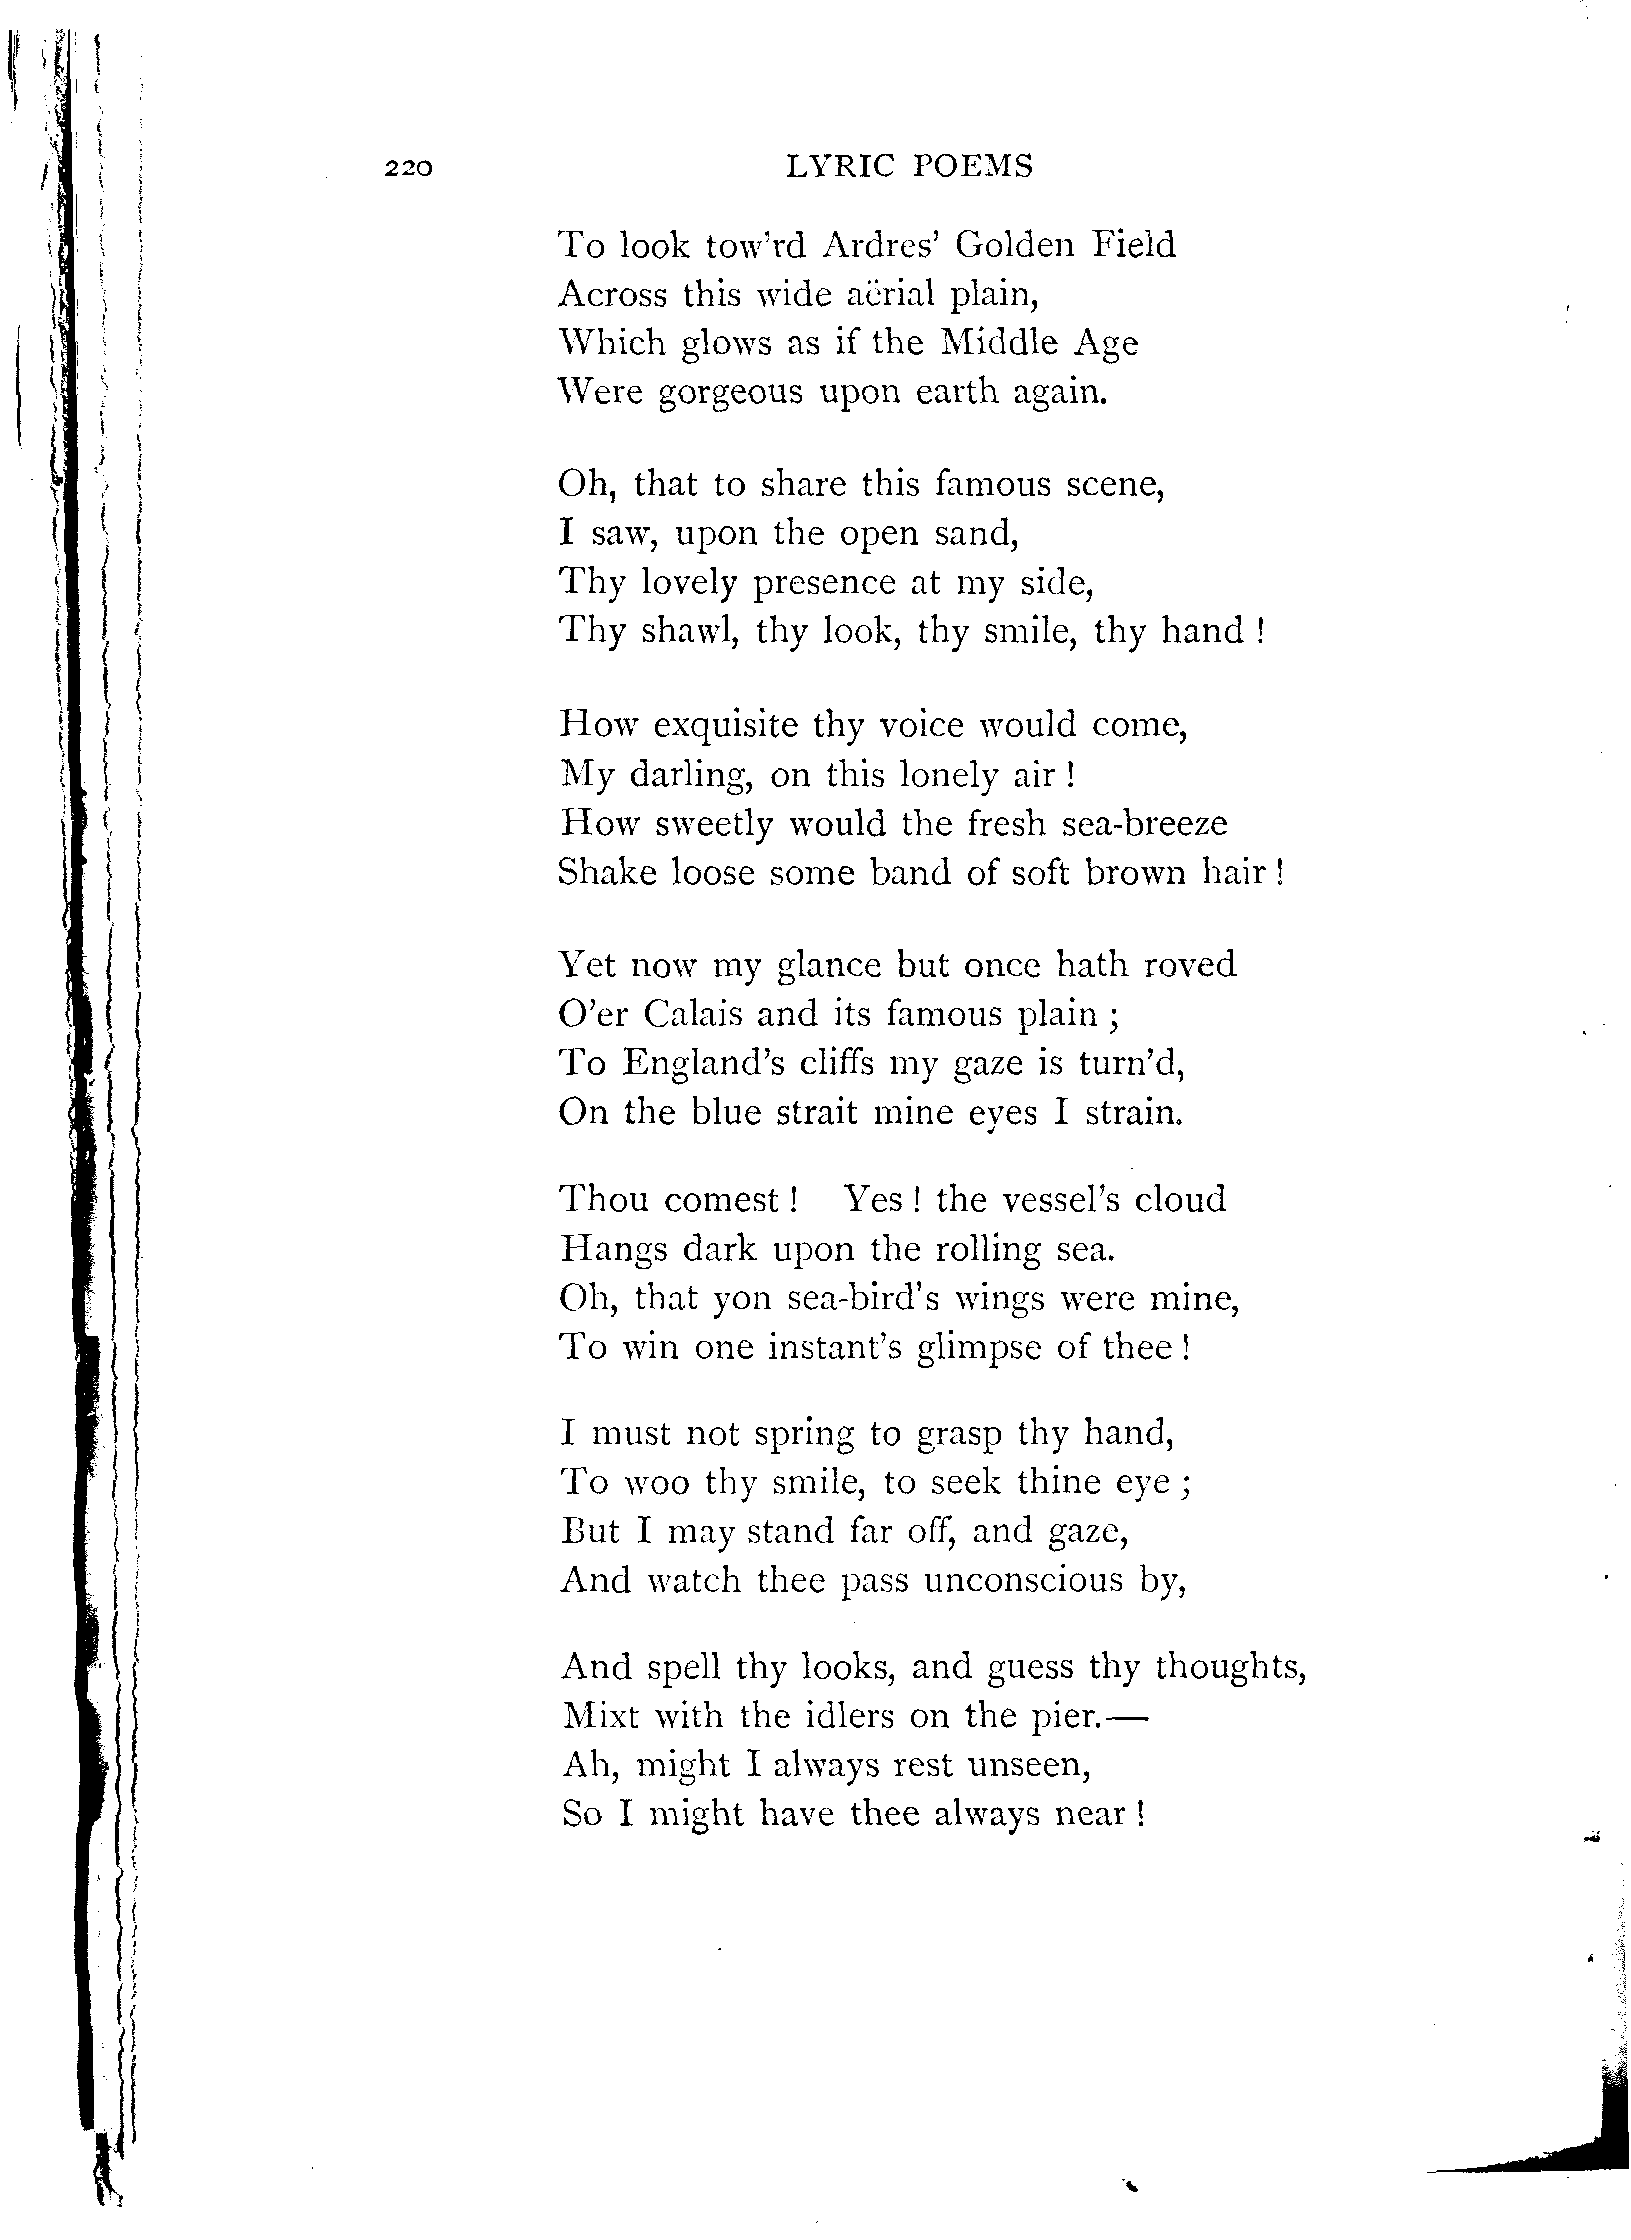 220 LYRIC POEMS
To look tow'rd Ardres' Golden Field
Across this wide aërial plain,
Which glows as if the Middle Age
Were gorgeous upon earth again.
Oh, that to share this famous scene,
I saw, upon the open sand,
Thy lovely presence at my side,
Thy shawl, thy look, thy smile, thy hand !
How exquisite thy voice would come,
My darling, on this lonely air !
How sweetly would the fresh sea-breeze
Shake loose some band of soft brown hair !
Yet now my glance but once hath roved
O'er Calais and its famous plain ;
To England's cliffs my gaze is turn'd,
On the blue strait mine eyes I strain.
Thou comest ! Yes ! the vessel's cloud
Hangs dark upon the rolling sea.
Oh, that yon sea-bird's wings were mine,
To win one instant's glimpse of thee !
I must not spring to grasp thy hand,
To woo thy smile, to seek thine eye ;
But I may stand far off, and gaze,
And watch thee pass unconscious by,
And spell thy looks, and guess thy thoughts,
Mixt with the idlers on the pier.—
Ah, might I always rest unseen,
So I might have thee always near !